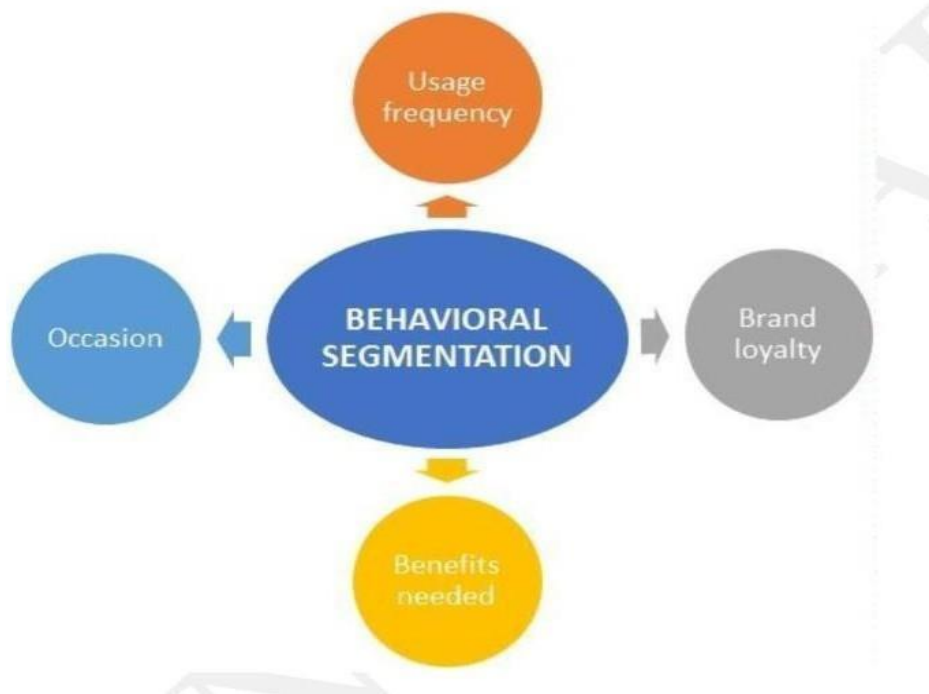 Usage
frequency
Occasion
BEHAVIORAL
SEGMENTATION
Brand
loyalty
Benefits
needed